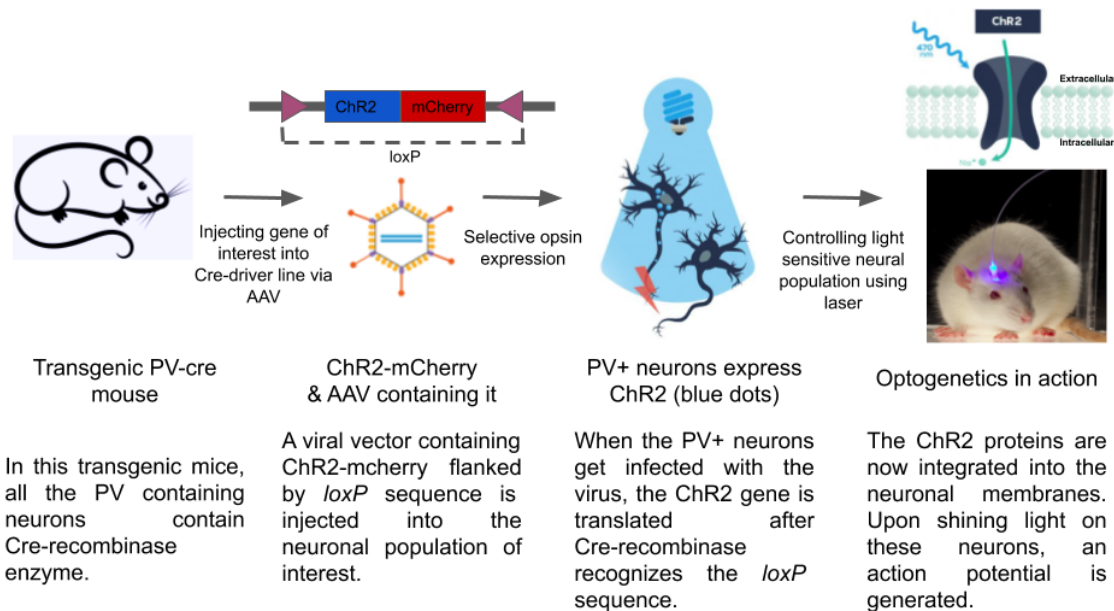 ChR2
470
nm
Extracellular
Intracellular
Na+
ChR2 mCherry
loxP
Injecting gene of
interest into
Cre-driver line via
AAV
Selective opsin
expression
Controlling light
sensitive neural
population using
laser
Transgenic PV-cre
mouse
ChR2-mCherry
& AAV containing it
PV+ neurons express
ChR2 (blue dots)
Optogenetics in action
In this transgenic mice,
all the PV containing
neurons contain
Cre-recombinase
enzyme.
A viral vector containing
ChR2-mcherry flanked
by loxP sequence is
injected into the
neuronal population of
interest.
When the PV+ neurons
get infected with the
virus, the ChR2 gene is
translated after
Cre-recombinase
recognizes the loxP
sequence.
The ChR2 proteins are
now integrated into the
neuronal membranes.
Upon shining light on
these neurons, an
action potential is
generated.